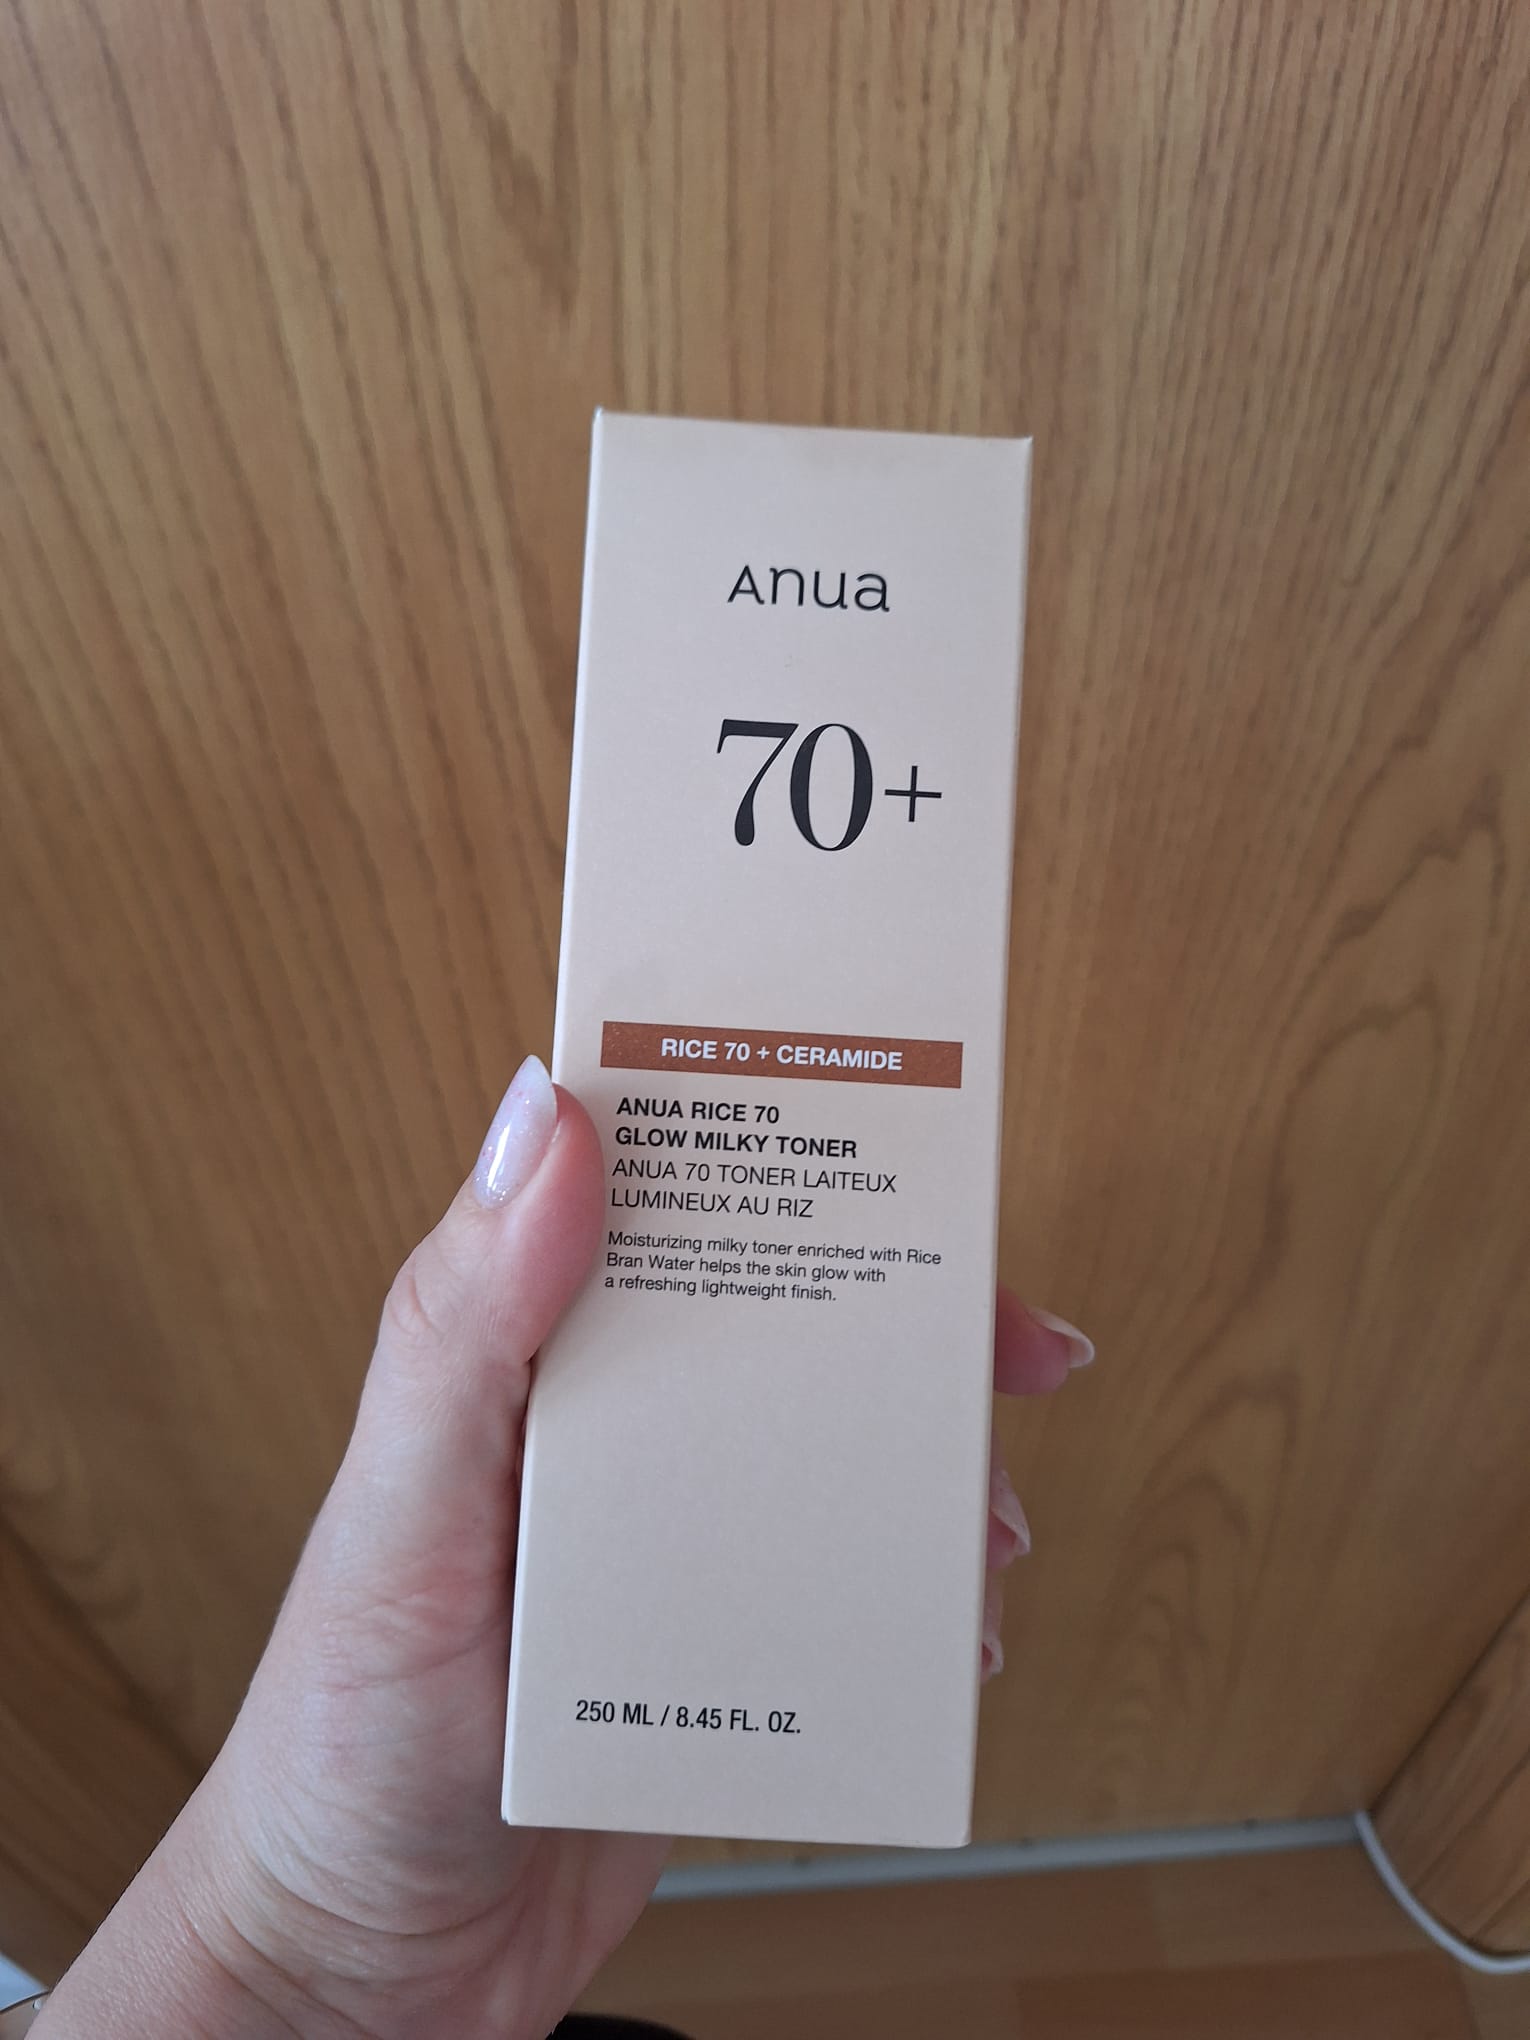 Anua
70+
RICE 70 + CERAMIDE
ANUA RICE 70
GLOW MILKY TONER
ANUA 70 TONER LAITEUX
LUMINEUX AU RIZ
Moisturizing milky toner enriched with Rice
Bran Water helps the skin glow with
a refreshing lightweight finish.
250 ML / 8.45 FL. OZ.